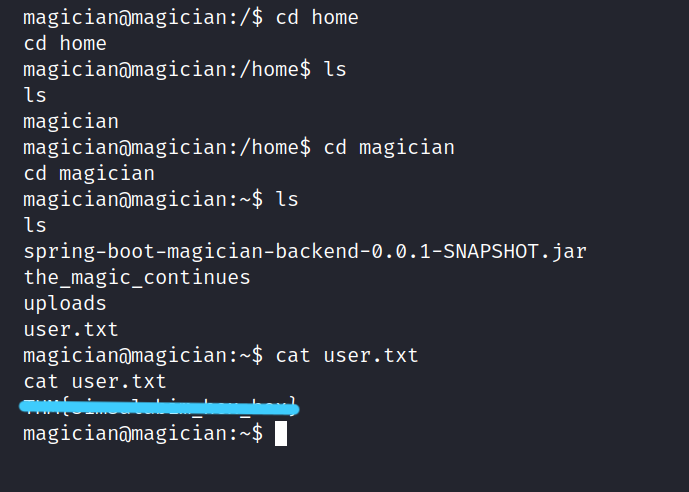 magician@magician:/$ cd home
cd home
magician@magician:/home$ ls
ls
magician
magician@magician:/home$ cd magician
cd magician
magician@magician:~$ ls
ls
spring-boot-magician-backend-0.0.1-SNAPSHOT.jar
the_magic_continues
uploads
user.txt
magician@magician:~$ cat user.txt
cat user.txt
magician@magician:~$